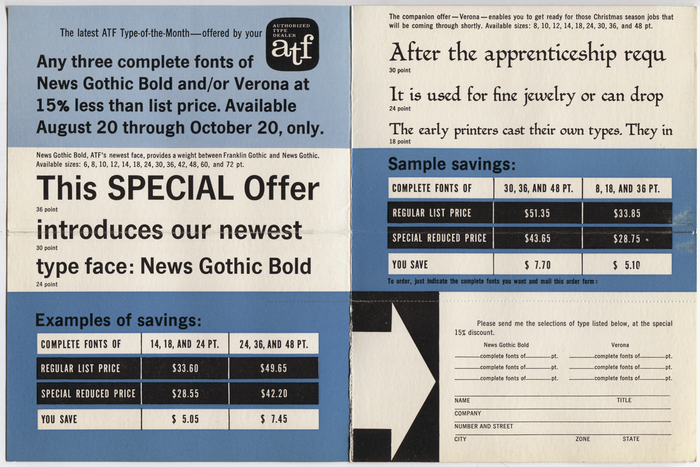 The latest ATF Type-of-the-Month—offered by your
AUTHORIZED
TYPE
DEALER
atf
Any three complete fonts of
News Gothic Bold and/or Verona at
15% less than list price. Available
August 20 through October 20, only.
News Gothic Bold, ATF's newest face, provides a weight between Franklin Gothic and News Gothic.
Available sizes: 6, 8, 10, 12, 14, 18, 24, 30, 36, 42, 48, 60, and 72 pt.
This SPECIAL Offer
36 point
introduces our newest
30 point
type face: News Gothic Bold
24 point
Examples of savings:
COMPLETE FONTS OF 14, 18, AND 24 PT. 24, 36, AND 48 PT.
REGULAR LIST PRICE $33.60 $49.65
SPECIAL REDUCED PRICE $28.55 $42.20
YOU SAVE $ 5.05 $ 7.45
The companion offer—Verona—enables you to get ready for those Christmas season jobs that
will be coming through shortly. Available sizes: 8, 10, 12, 14, 18, 24, 30, 36, and 48 pt.
After the apprenticeship requ
30 point
It is used for fine jewelry or can drop
24 point
The early printers cast their own types. They in
18 point
Sample savings:
COMPLETE FONTS OF 30, 36, AND 48 PT. 8, 18, AND 36 PT.
REGULAR LIST PRICE $51.35 $33.85
SPECIAL REDUCED PRICE $43.65 $28.75
YOU SAVE $ 7.70 $ 5.10
To order, just indicate the complete fonts you want and mail this order form:
Please send me the selections of type listed below, at the special
15% discount.
News Gothic Bold Verona
complete fonts of pt. complete fonts of pt.
complete fonts of pt. complete fonts of pt.
complete fonts of pt. complete fonts of pt.
NAME TITLE
COMPANY
NUMBER AND STREET
CITY ZONE STATE